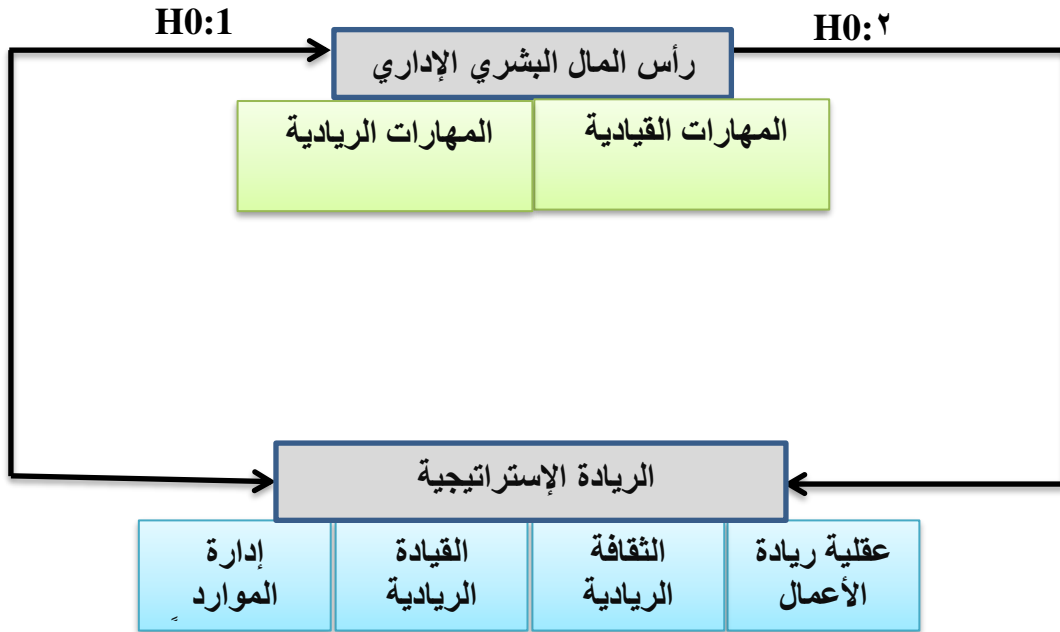 H0:1
H0:٢
رأس المال البشري الإداري
المهارات القيادية
المهارات الريادية
الريادة الإستراتيجية
عقلية ريادة
الأعمال
الثقافة
الريادية
القيادة
الريادية
إدارة
الموارد